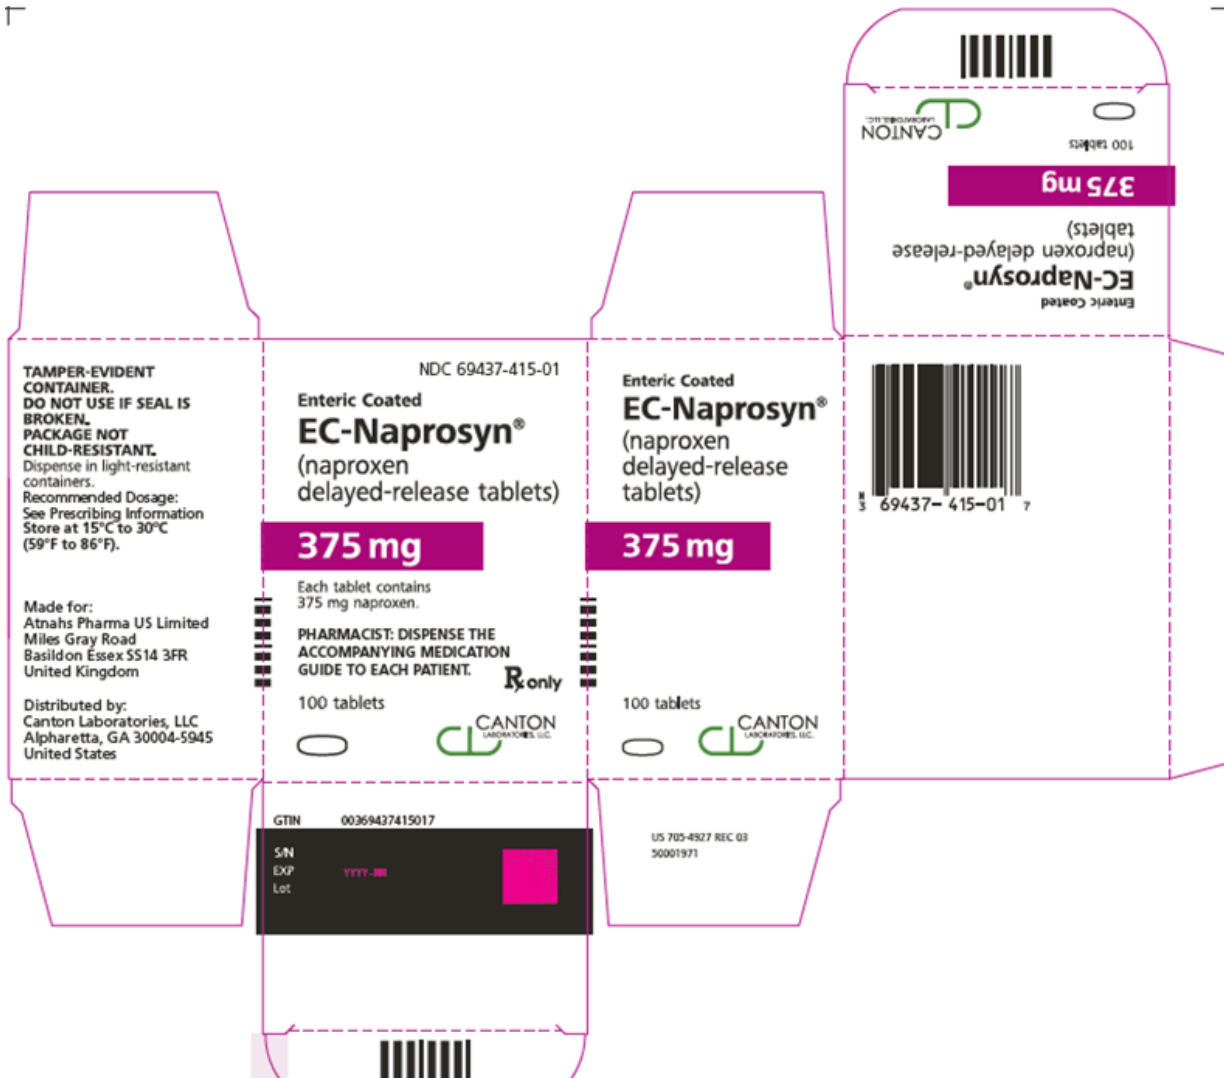 CANTON
LABORATORIES, LLC.
100 tablets
375 mg
(naproxen delayed-release
tablets)
EC-Naprosyn®
Enteric Coated
TAMPER-EVIDENT
CONTAINER.
DO NOT USE IF SEAL IS
BROKEN.
PACKAGE NOT
CHILD-RESISTANT.
Dispense in light-resistant
containers.
Recommended Dosage:
See Prescribing Information
Store at 15°C to 30°C
(59°F to 86°F).
Made for:
Atnahs Pharma US Limited
Miles Gray Road
Basildon Essex SS14 3FR
United Kingdom
Distributed by:
Canton Laboratories, LLC
Alpharetta, GA 30004-5945
United States
NDC 69437-415-01
Enteric Coated
EC-Naprosyn®
(naproxen
delayed-release tablets)
375 mg
Each tablet contains
375 mg naproxen.
PHARMACIST: DISPENSE THE
ACCOMPANYING MEDICATION
GUIDE TO EACH PATIENT.
Rx only
100 tablets
CANTON
LABORATORIES, LLC.
Enteric Coated
EC-Naprosyn®
(naproxen
delayed-release
tablets)
375 mg
100 tablets
CANTON
LABORATORIES, LLC.
N
3 69437-415-01 7
GTIN 00369437415017
S/N
EXP YYYY-MM
Lot
US 705-4927 REC 03
50001971